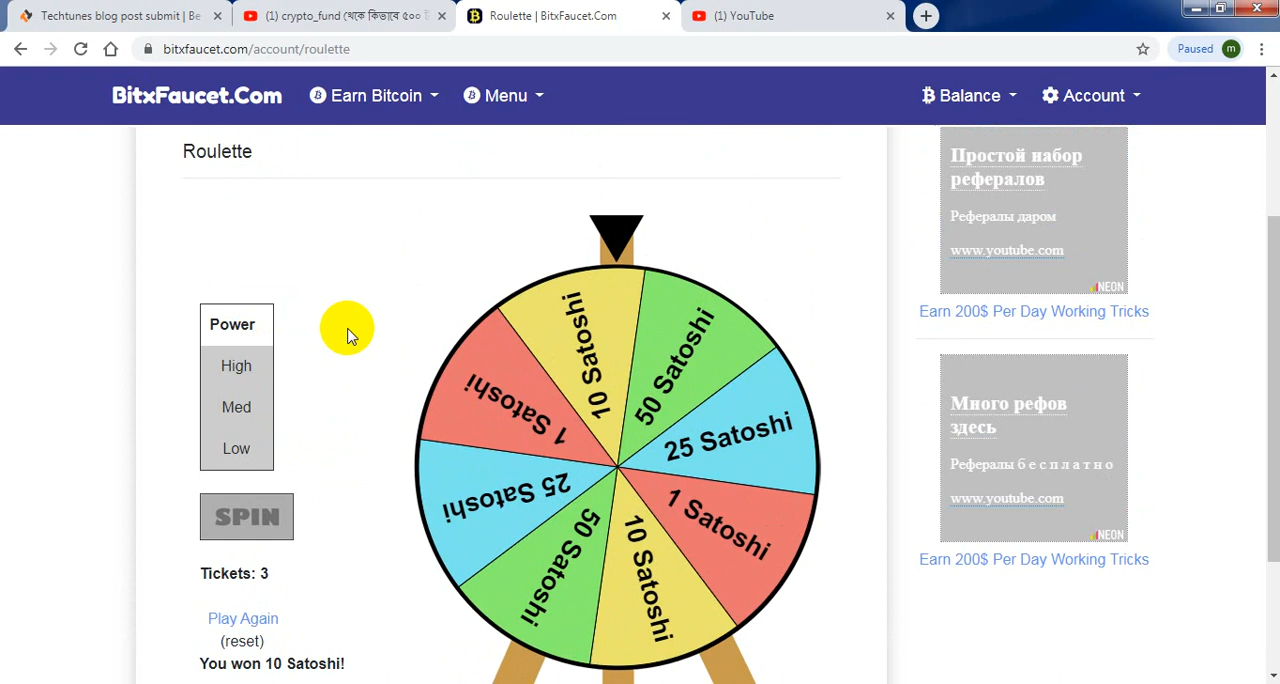 Techtunes blog post submit | Be
(1) crypto_fund থেকে কিভাবে ৫০০ ট
Roulette | BitxFaucet.Com
(1) YouTube
bitxfaucet.com/account/roulette
Paused
m
BitxFaucet.Com
Earn Bitcoin
Menu
Balance
Account
Roulette
Простой набор
рефералов
Рефералы даром
www.youtube.com
NEON
Earn 200$ Per Day Working Tricks
Power
High
Med
Low
SPIN
Tickets: 3
Play Again
(reset)
You won 10 Satoshi!
10 Satoshi
50 Satoshi
25 Satoshi
1 Satoshi
10 Satoshi
50 Satoshi
25 Satoshi
1 Satoshi
Много рефов
здесь
Рефералы б е с п л а т н о
www.youtube.com
NEON
Earn 200$ Per Day Working Tricks